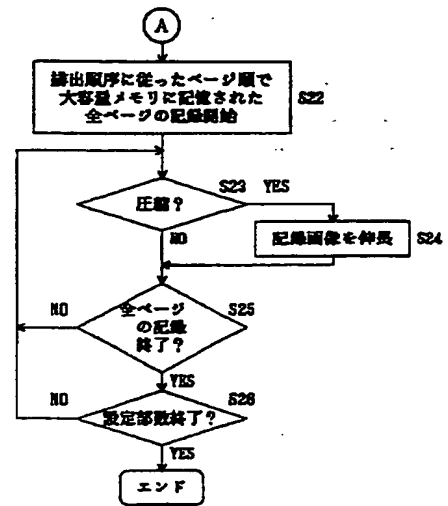 A
排出順序に従ったページ順で
大容量メモリに記憶された
全ページの記録開始
S22
S23 YES
圧縮?
NO
記録画像を伸長
S24
NO
全ページ
の記録
終了?
S25
YES
NO
設定部数終了?
S26
YES
エンド